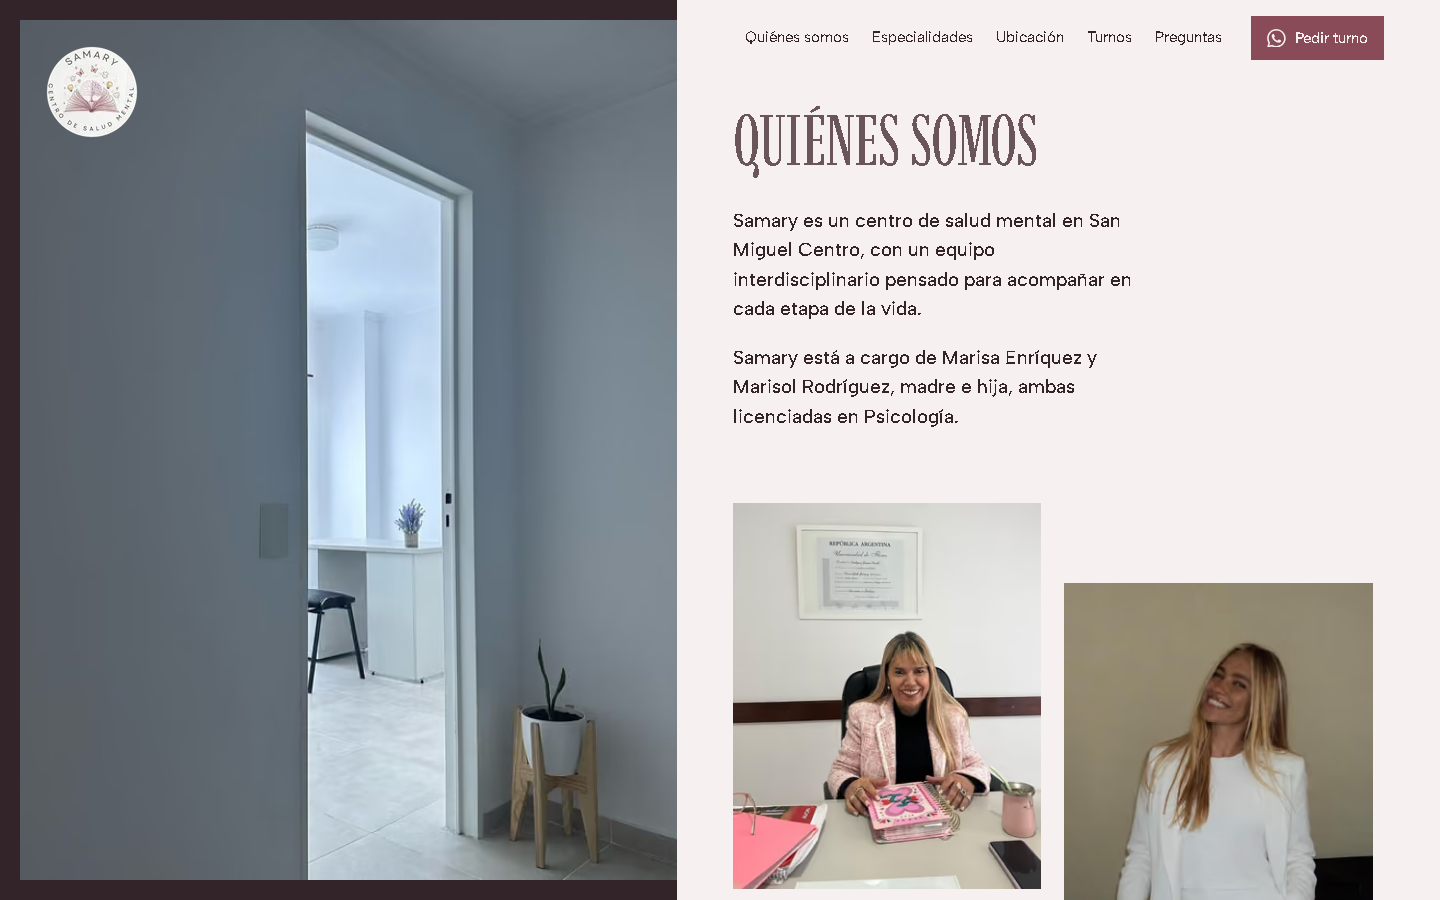 SAMARY
CENTRO DE SALUD MENTAL
Quiénes somos
Especialidades
Ubicación
Turnos
Preguntas
Pedir turno
QUIÉNES SOMOS
Samary es un centro de salud mental en San
Miguel Centro, con un equipo
interdisciplinario pensado para acompañar en
cada etapa de la vida.
Samary está a cargo de Marisa Enríquez y
Marisol Rodríguez, madre e hija, ambas
licenciadas en Psicología.
REPÚBLICA ARGENTINA